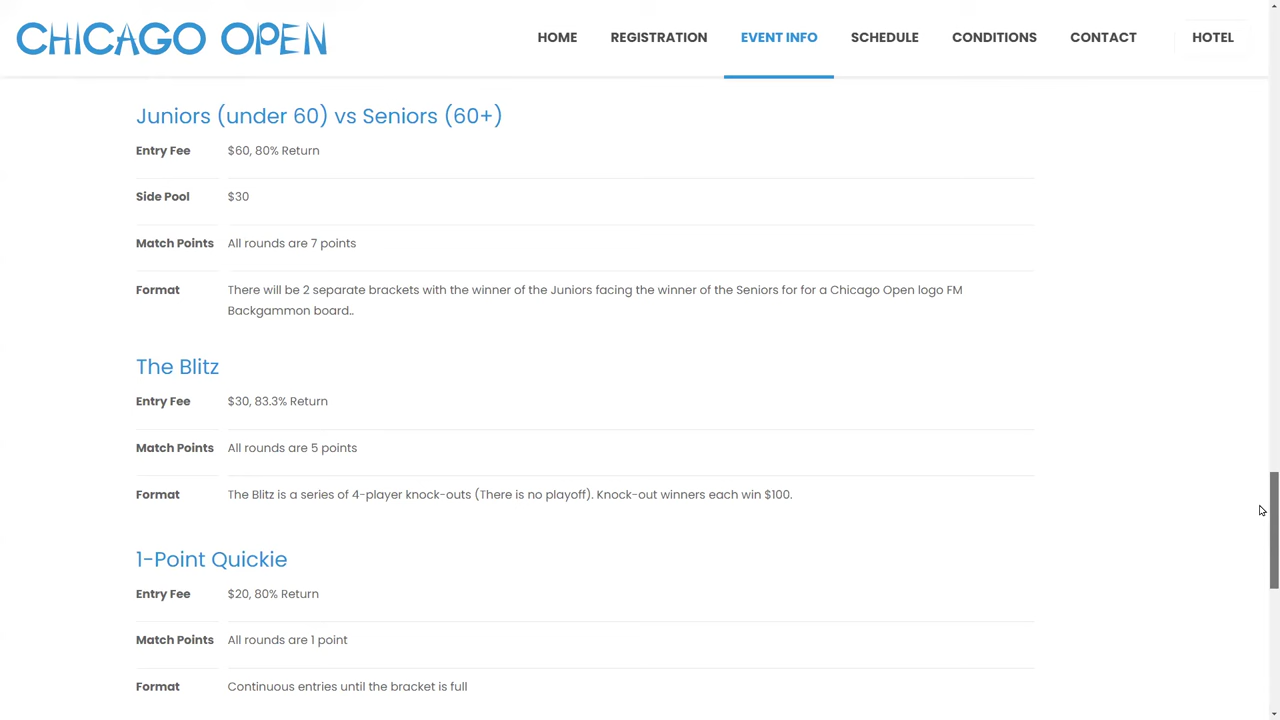 CHICAGO OPEN
HOME REGISTRATION EVENT INFO SCHEDULE CONDITIONS CONTACT HOTEL
Juniors (under 60) vs Seniors (60+)
Entry Fee $60, 80% Return
Side Pool $30
Match Points All rounds are 7 points
Format There will be 2 separate brackets with the winner of the Juniors facing the winner of the Seniors for for a Chicago Open logo FM
Backgammon board..
The Blitz
Entry Fee $30, 83.3% Return
Match Points All rounds are 5 points
Format The Blitz is a series of 4-player knock-outs (There is no playoff). Knock-out winners each win $100.
1-Point Quickie
Entry Fee $20, 80% Return
Match Points All rounds are 1 point
Format Continuous entries until the bracket is full